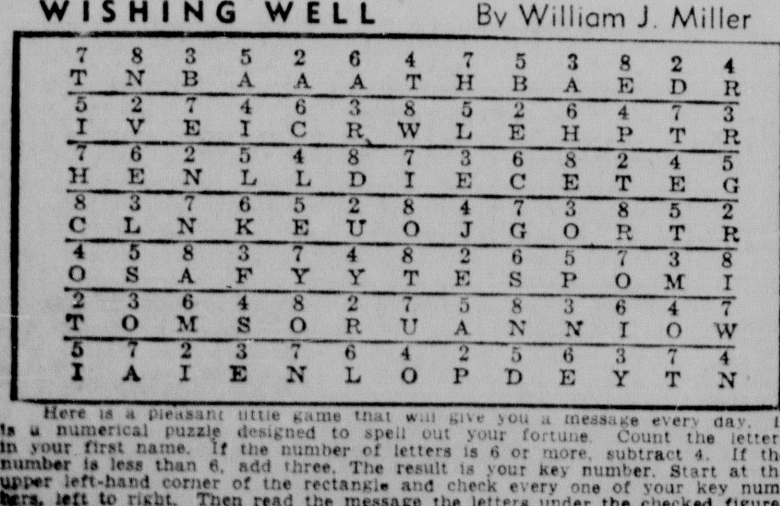 WISHING WELL By William J. Miller
7 8 3 5 2 6 4 7 5 3 8 2 4
T N B A A A T H B A E D R
5 2 7 4 6 3 8 5 2 6 4 7 3
I V E I C R W L E H P T R
7 6 2 5 4 8 7 3 6 8 2 4 5
H E N L L D I E C E T E G
8 3 7 6 5 2 8 4 7 3 8 5 2
C L N K E U O J G O R T R
4 5 8 3 7 4 8 2 6 5 7 3 8
O S A F Y Y T E S P O M I
2 3 6 4 8 2 7 5 8 3 6 4 7
T O M S O R U A N N I O W
5 7 2 3 7 6 4 2 5 6 3 7 4
I A I E N L O P D E Y T N
Here is a pleasant little game that will give you a message every day.
is a numerical puzzle designed to spell out your fortune. Count the letter
in your first name. If the number of letters is 6 or more, subtract 4. If th
number is less than 6, add three. The result is your key number. Start at th
upper left-hand corner of the rectangle and check every one of your key num
bers, left to right. Then read the message the letters under the checked figure